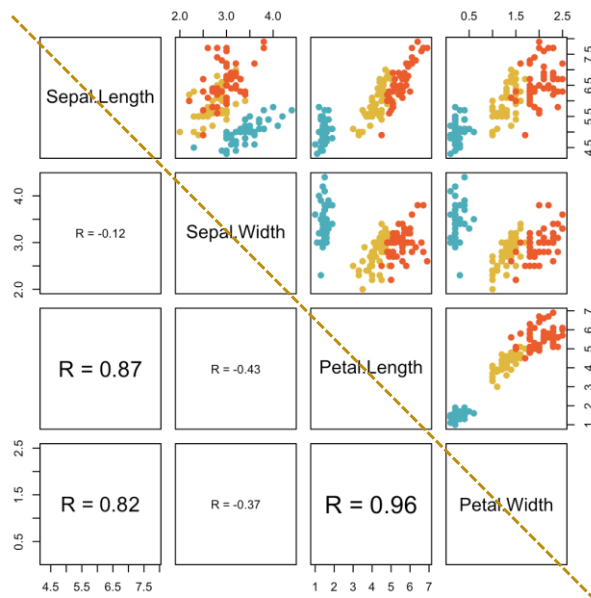 2.0 3.0 4.0
0.5 1.5 2.5
Sepal.Length
4.5 5.5 6.5 7.5
2.0 3.0 4.0
R = -0.12
Sepal.Width
R = 0.87
R = -0.43
Petal.Length
1 2 3 4 5 6 7
0.5 1.5 2.5
R = 0.82
R = -0.37
R = 0.96
Petal.Width
4.5 5.5 6.5 7.5
1 2 3 4 5 6 7